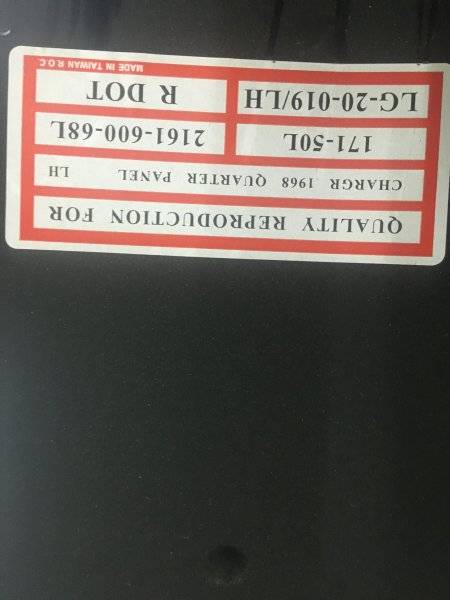 QUALITY REPRODUCTION FOR
CHARGR 1968 QUARTER PANEL LH
171-50L 2161-600-68L
LG-20-019/LH R DOT
MADE IN TAIWAN R.O.C.